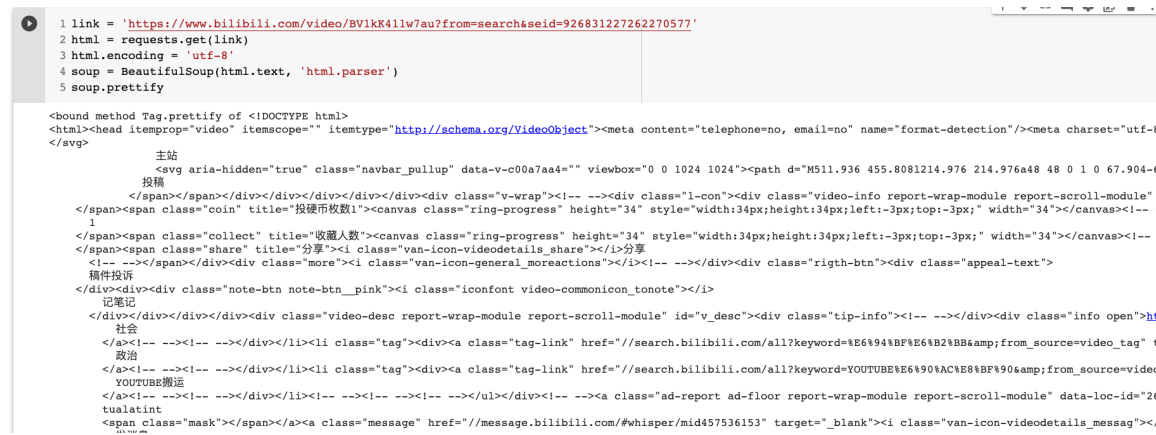 1 link = 'https://www.bilibili.com/video/BV1kK411w7au?from=search&seid=926831227262270577'
2 html = requests.get(link)
3 html.encoding = 'utf-8'
4 soup = BeautifulSoup(html.text, 'html.parser')
5 soup.prettify
<bound method Tag.prettify of <!DOCTYPE html>
<html><head itemprop="video" itemscope="" itemtype="http://schema.org/VideoObject"><meta content="telephone=no, email=no" name="format-detection"/><meta charset="utf-8
</svg>
主站
<svg aria-hidden="true" class="navbar_pullup" data-v-c00a7aa4="" viewbox="0 0 1024 1024"><path d="M511.936 455.808l214.976 214.976a48 48 0 1 0 67.904-6
投稿
</span></span></div></div></div></div></div><div class="v-wrap"><!-- --><div class="l-con"><div class="video-info report-wrap-module report-scroll-module"
</span><span class="coin" title="投硬币枚数1"><canvas class="ring-progress" height="34" style="width:34px;height:34px;left:-3px;top:-3px;" width="34"></canvas><!--
1
</span><span class="collect" title="收藏人数"><canvas class="ring-progress" height="34" style="width:34px;height:34px;left:-3px;top:-3px;" width="34"></canvas><!--
</span><span class="share" title="分享"><i class="van-icon-videodetails_share"></i>分享
<!-- --></span></div><div class="more"><i class="van-icon-general_moreactions"></i><!-- --></div><div class="rigth-btn"><div class="appeal-text">
稿件投诉
</div><div><div class="note-btn note-btn__pink"><i class="iconfont video-commonicon_tonote"></i>
记笔记
</div></div></div></div><div class="video-desc report-wrap-module report-scroll-module" id="v_desc"><div class="tip-info"><!-- --></div><div class="info open">ht
社会
</a><!-- --><!-- --></div></li><li class="tag"><div><a class="tag-link" href="//search.bilibili.com/all?keyword=%E6%94%BF%E6%B2%BB&amp;from_source=video_tag" t
政治
</a><!-- --><!-- --></div></li><li class="tag"><div><a class="tag-link" href="//search.bilibili.com/all?keyword=YOUTUBE%E6%90%AC%E8%BF%90&amp;from_source=video
YOUTUBE搬运
</a><!-- --><!-- --></div></li><!-- --><!-- --><!-- --></ul></div><!-- --><a class="ad-report ad-floor report-wrap-module report-scroll-module" data-loc-id="26
tualatint
<span class="mask"></span></a><a class="message" href="//message.bilibili.com/#whisper/mid457536153" target="_blank"><i class="van-icon-videodetails_messag"></